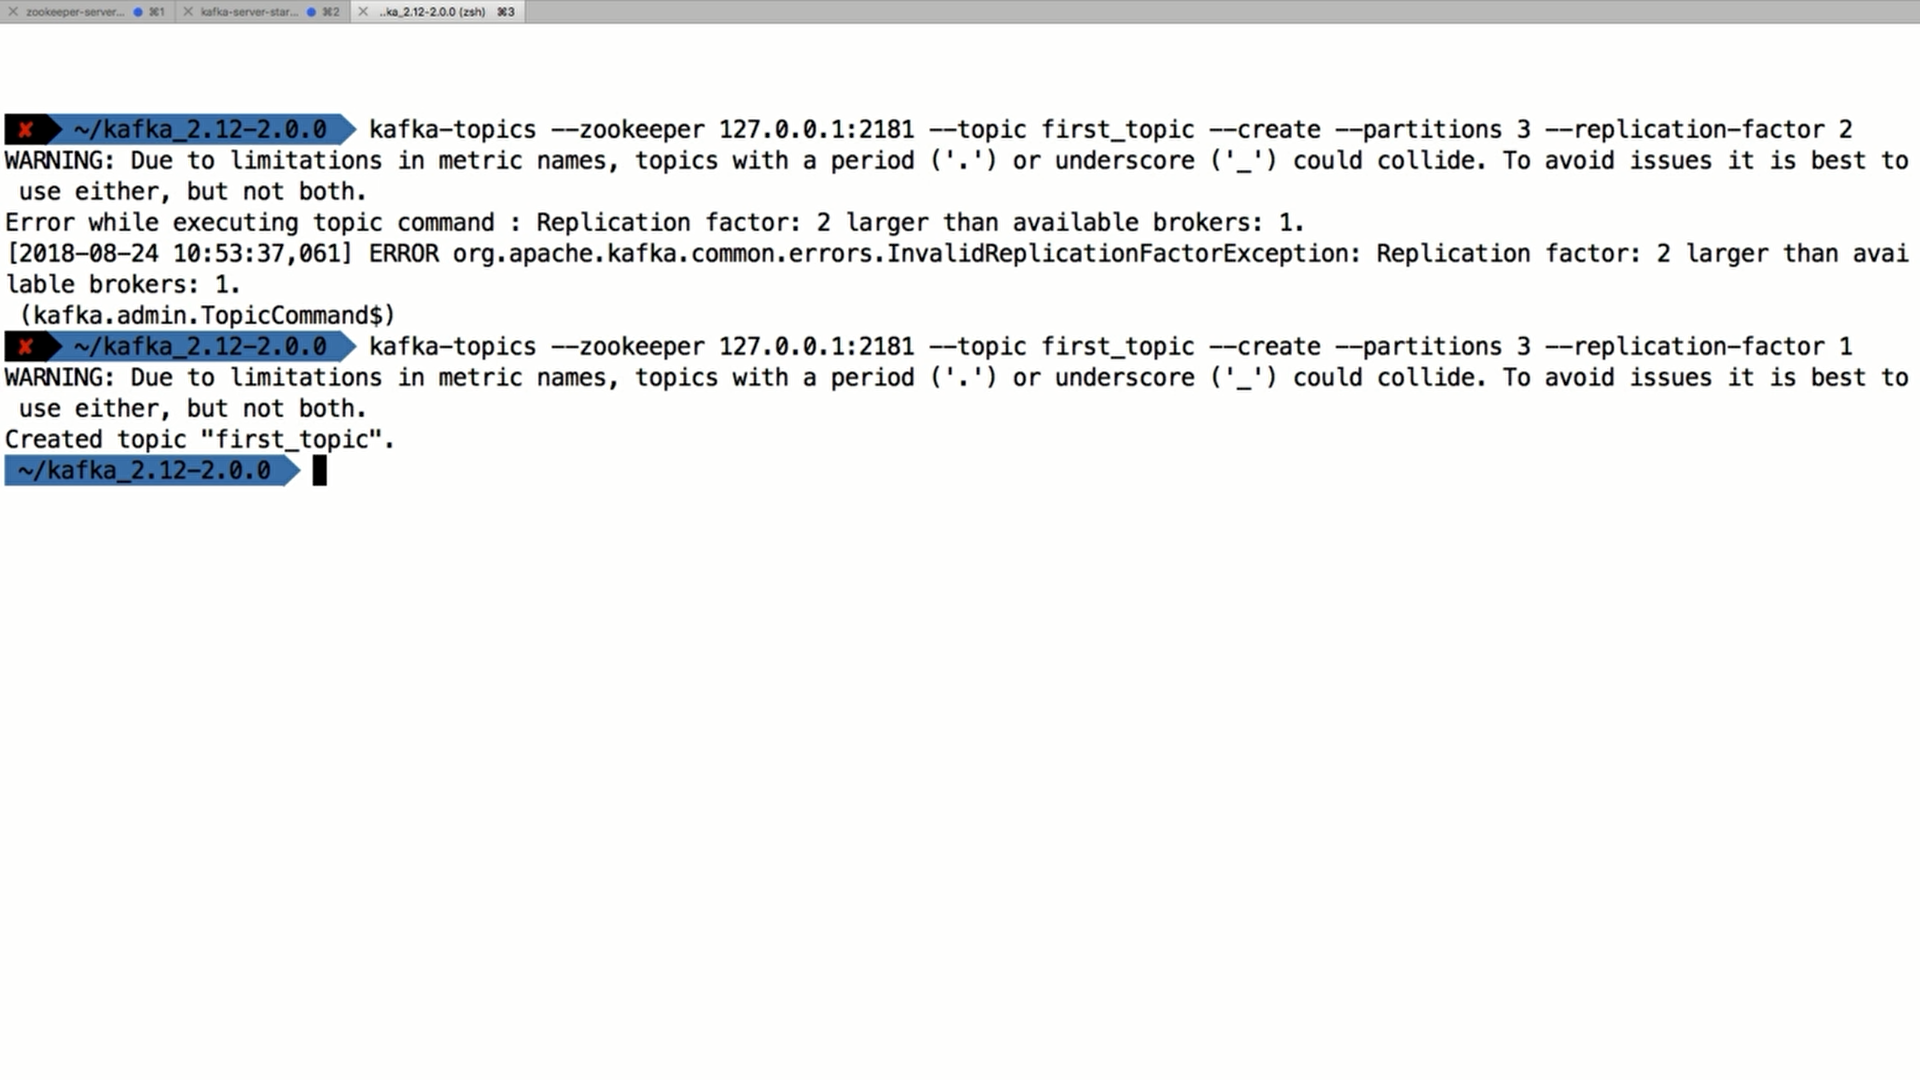 zookeeper-server... ⌘1 kafka-server-star... ⌘2 ..ka_2.12-2.0.0 (zsh) ⌘3
✘ ~/kafka_2.12-2.0.0 kafka-topics --zookeeper 127.0.0.1:2181 --topic first_topic --create --partitions 3 --replication-factor 2
WARNING: Due to limitations in metric names, topics with a period ('.') or underscore ('_') could collide. To avoid issues it is best to
use either, but not both.
Error while executing topic command : Replication factor: 2 larger than available brokers: 1.
[2018-08-24 10:53:37,061] ERROR org.apache.kafka.common.errors.InvalidReplicationFactorException: Replication factor: 2 larger than avai
lable brokers: 1.
(kafka.admin.TopicCommand$)
✘ ~/kafka_2.12-2.0.0 kafka-topics --zookeeper 127.0.0.1:2181 --topic first_topic --create --partitions 3 --replication-factor 1
WARNING: Due to limitations in metric names, topics with a period ('.') or underscore ('_') could collide. To avoid issues it is best to
use either, but not both.
Created topic "first_topic".
~/kafka_2.12-2.0.0